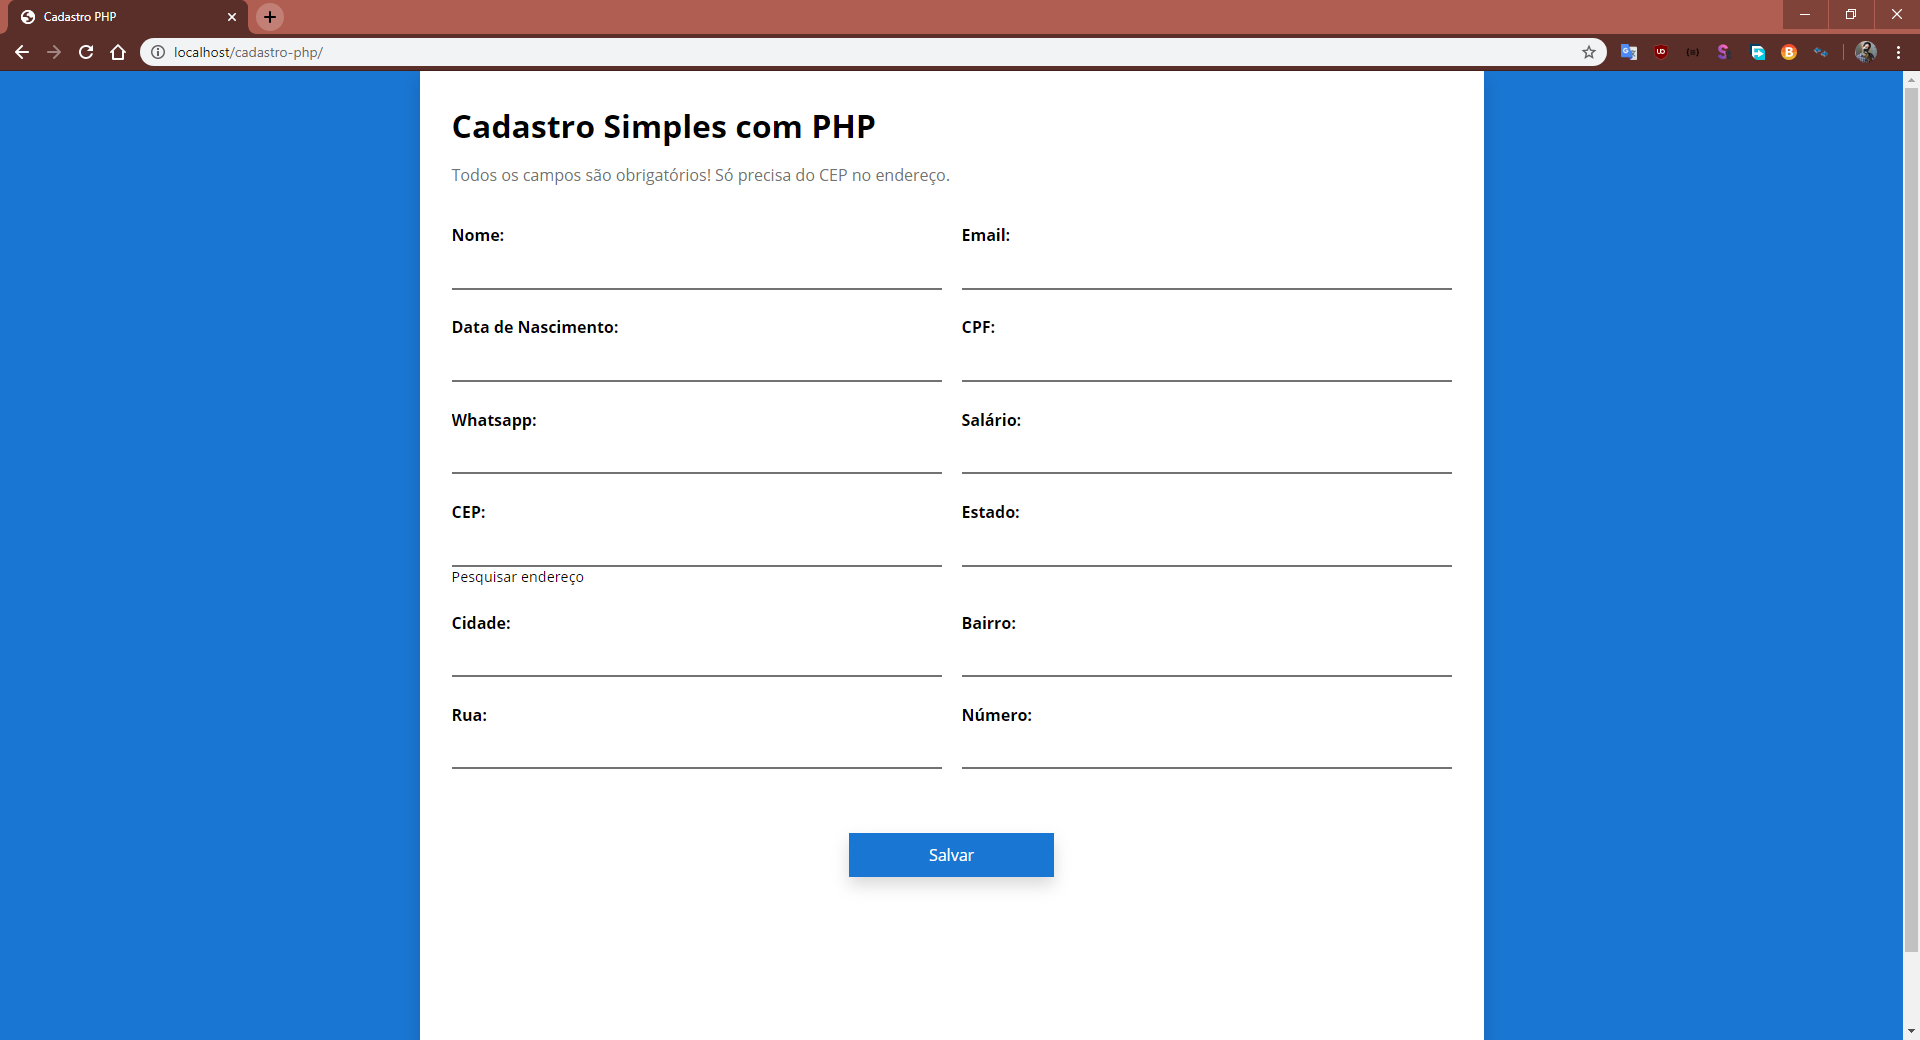 Cadastro PHP
localhost/cadastro-php/
Cadastro Simples com PHP
Todos os campos são obrigatórios! Só precisa do CEP no endereço.
Nome:
Email:
Data de Nascimento:
CPF:
Whatsapp:
Salário:
CEP:
Estado:
Pesquisar endereço
Cidade:
Bairro:
Rua:
Número:
Salvar